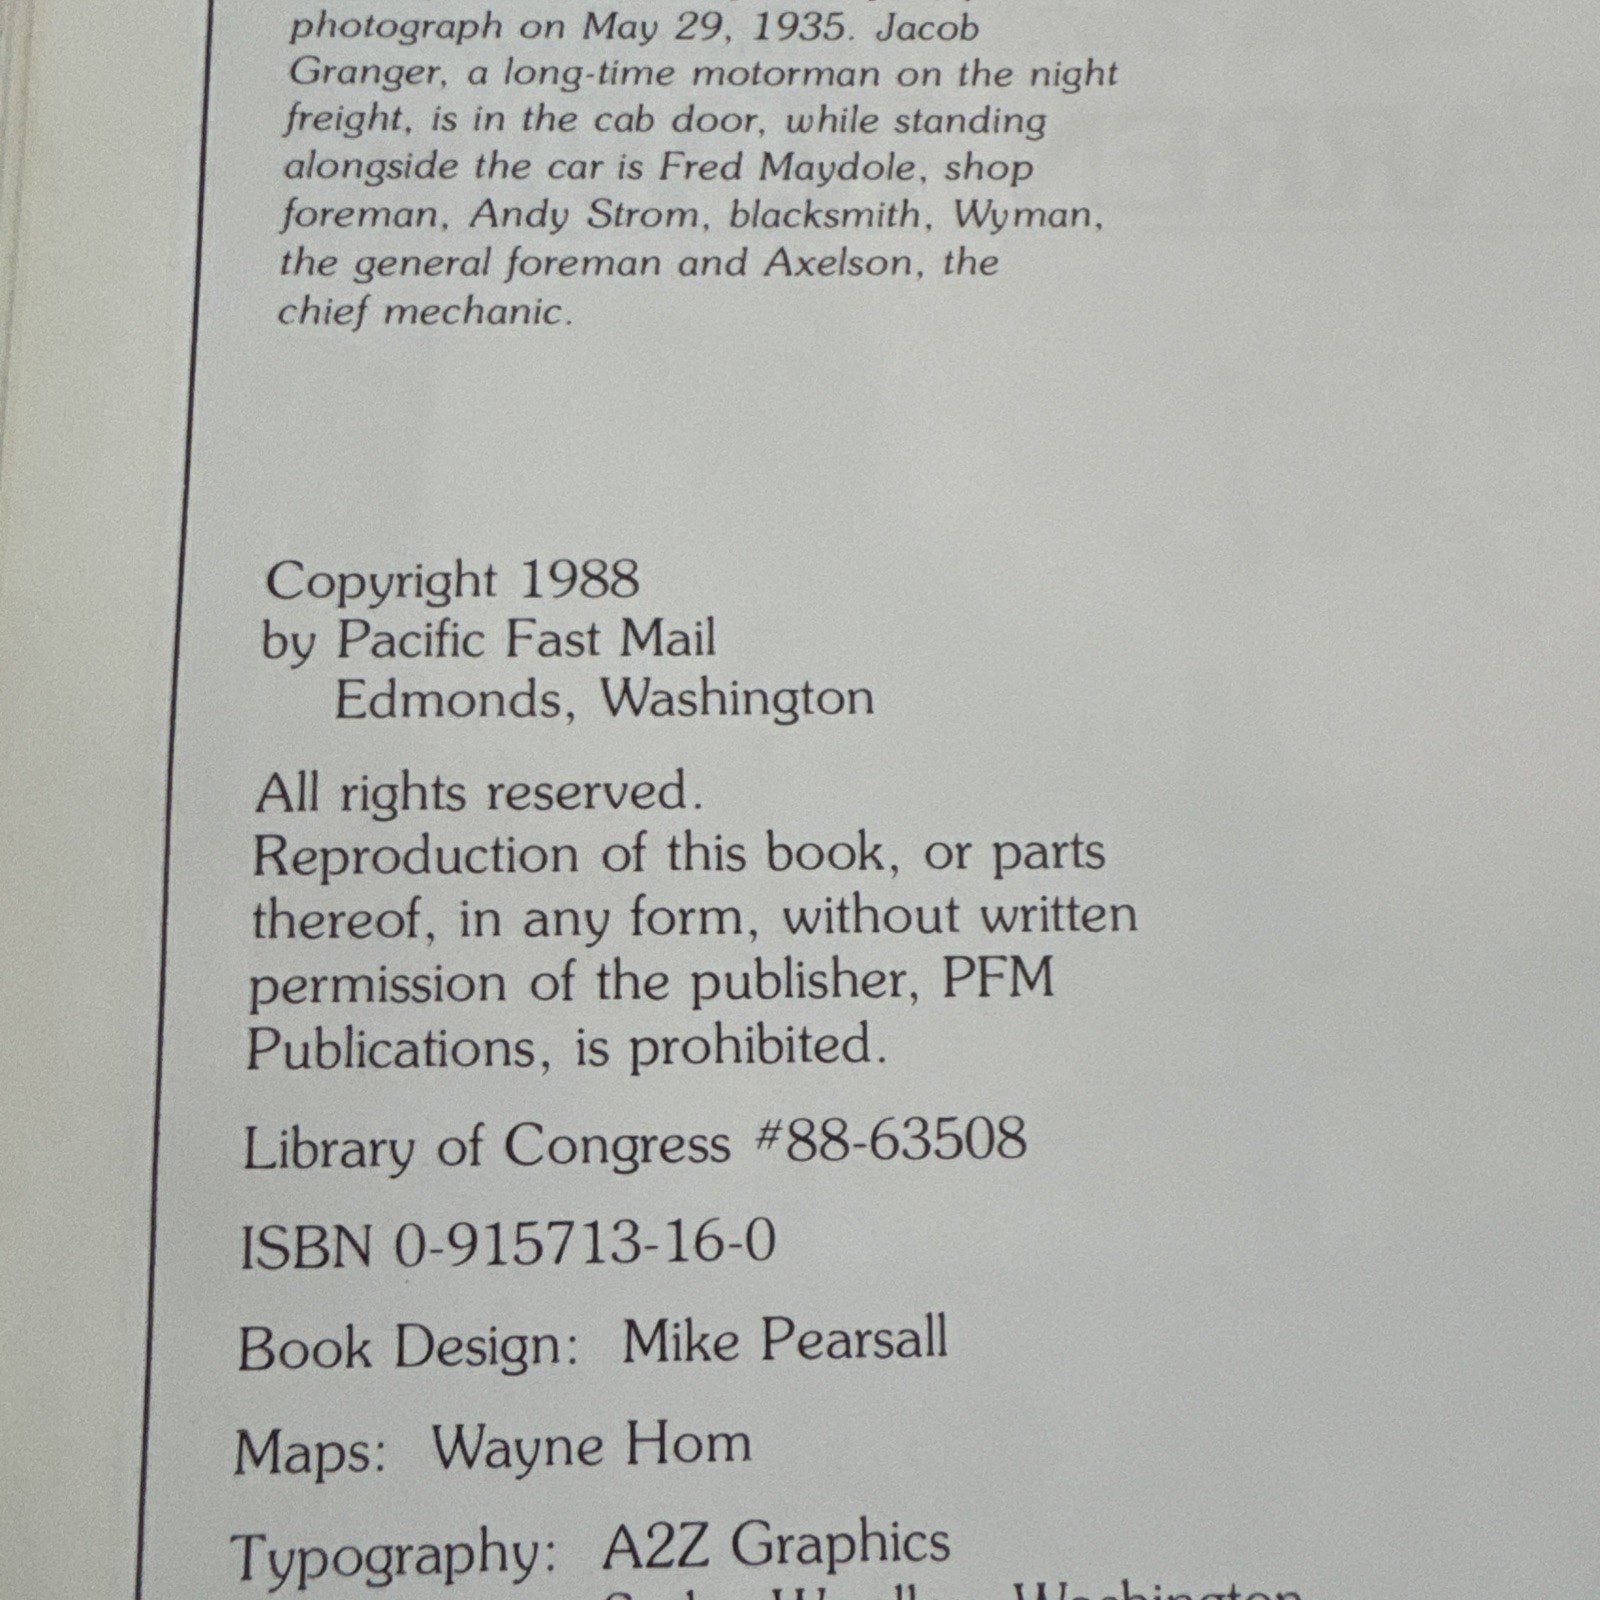 photograph on May 29, 1935. Jacob
Granger, a long-time motorman on the night
freight, is in the cab door, while standing
alongside the car is Fred Maydole, shop
foreman, Andy Strom, blacksmith, Wyman,
the general foreman and Axelson, the
chief mechanic.
Copyright 1988
by Pacific Fast Mail
Edmonds, Washington
All rights reserved.
Reproduction of this book, or parts
thereof, in any form, without written
permission of the publisher, PFM
Publications, is prohibited.
Library of Congress #88-63508
ISBN 0-915713-16-0
Book Design: Mike Pearsall
Maps: Wayne Hom
Typography: A2Z Graphics
Washington